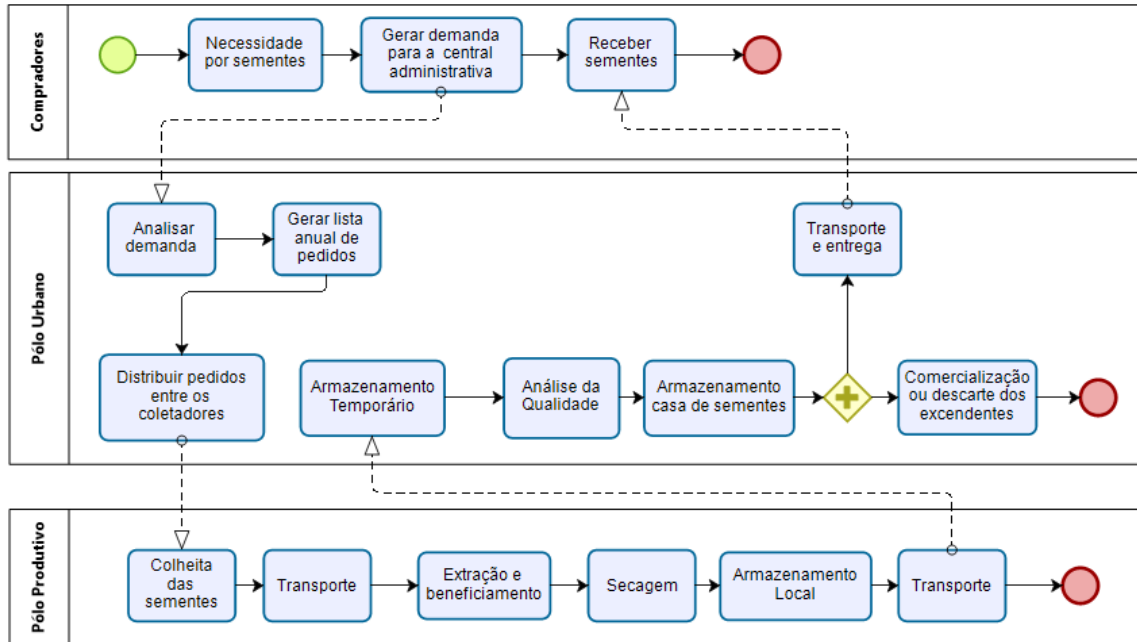 Compradores
Necessidade
por sementes
Gerar demanda
para a central
administrativa
Receber
sementes
Pólo Urbano
Analisar
demanda
Gerar lista
anual de
pedidos
Transporte
e entrega
Distribuir pedidos
entre os
coletadores
Armazenamento
Temporário
Análise da
Qualidade
Armazenamento
casa de sementes
Comercialização
ou descarte dos
excendentes
Pólo Produtivo
Colheita
das
sementes
Transporte
Extração e
beneficiamento
Secagem
Armazenamento
Local
Transporte